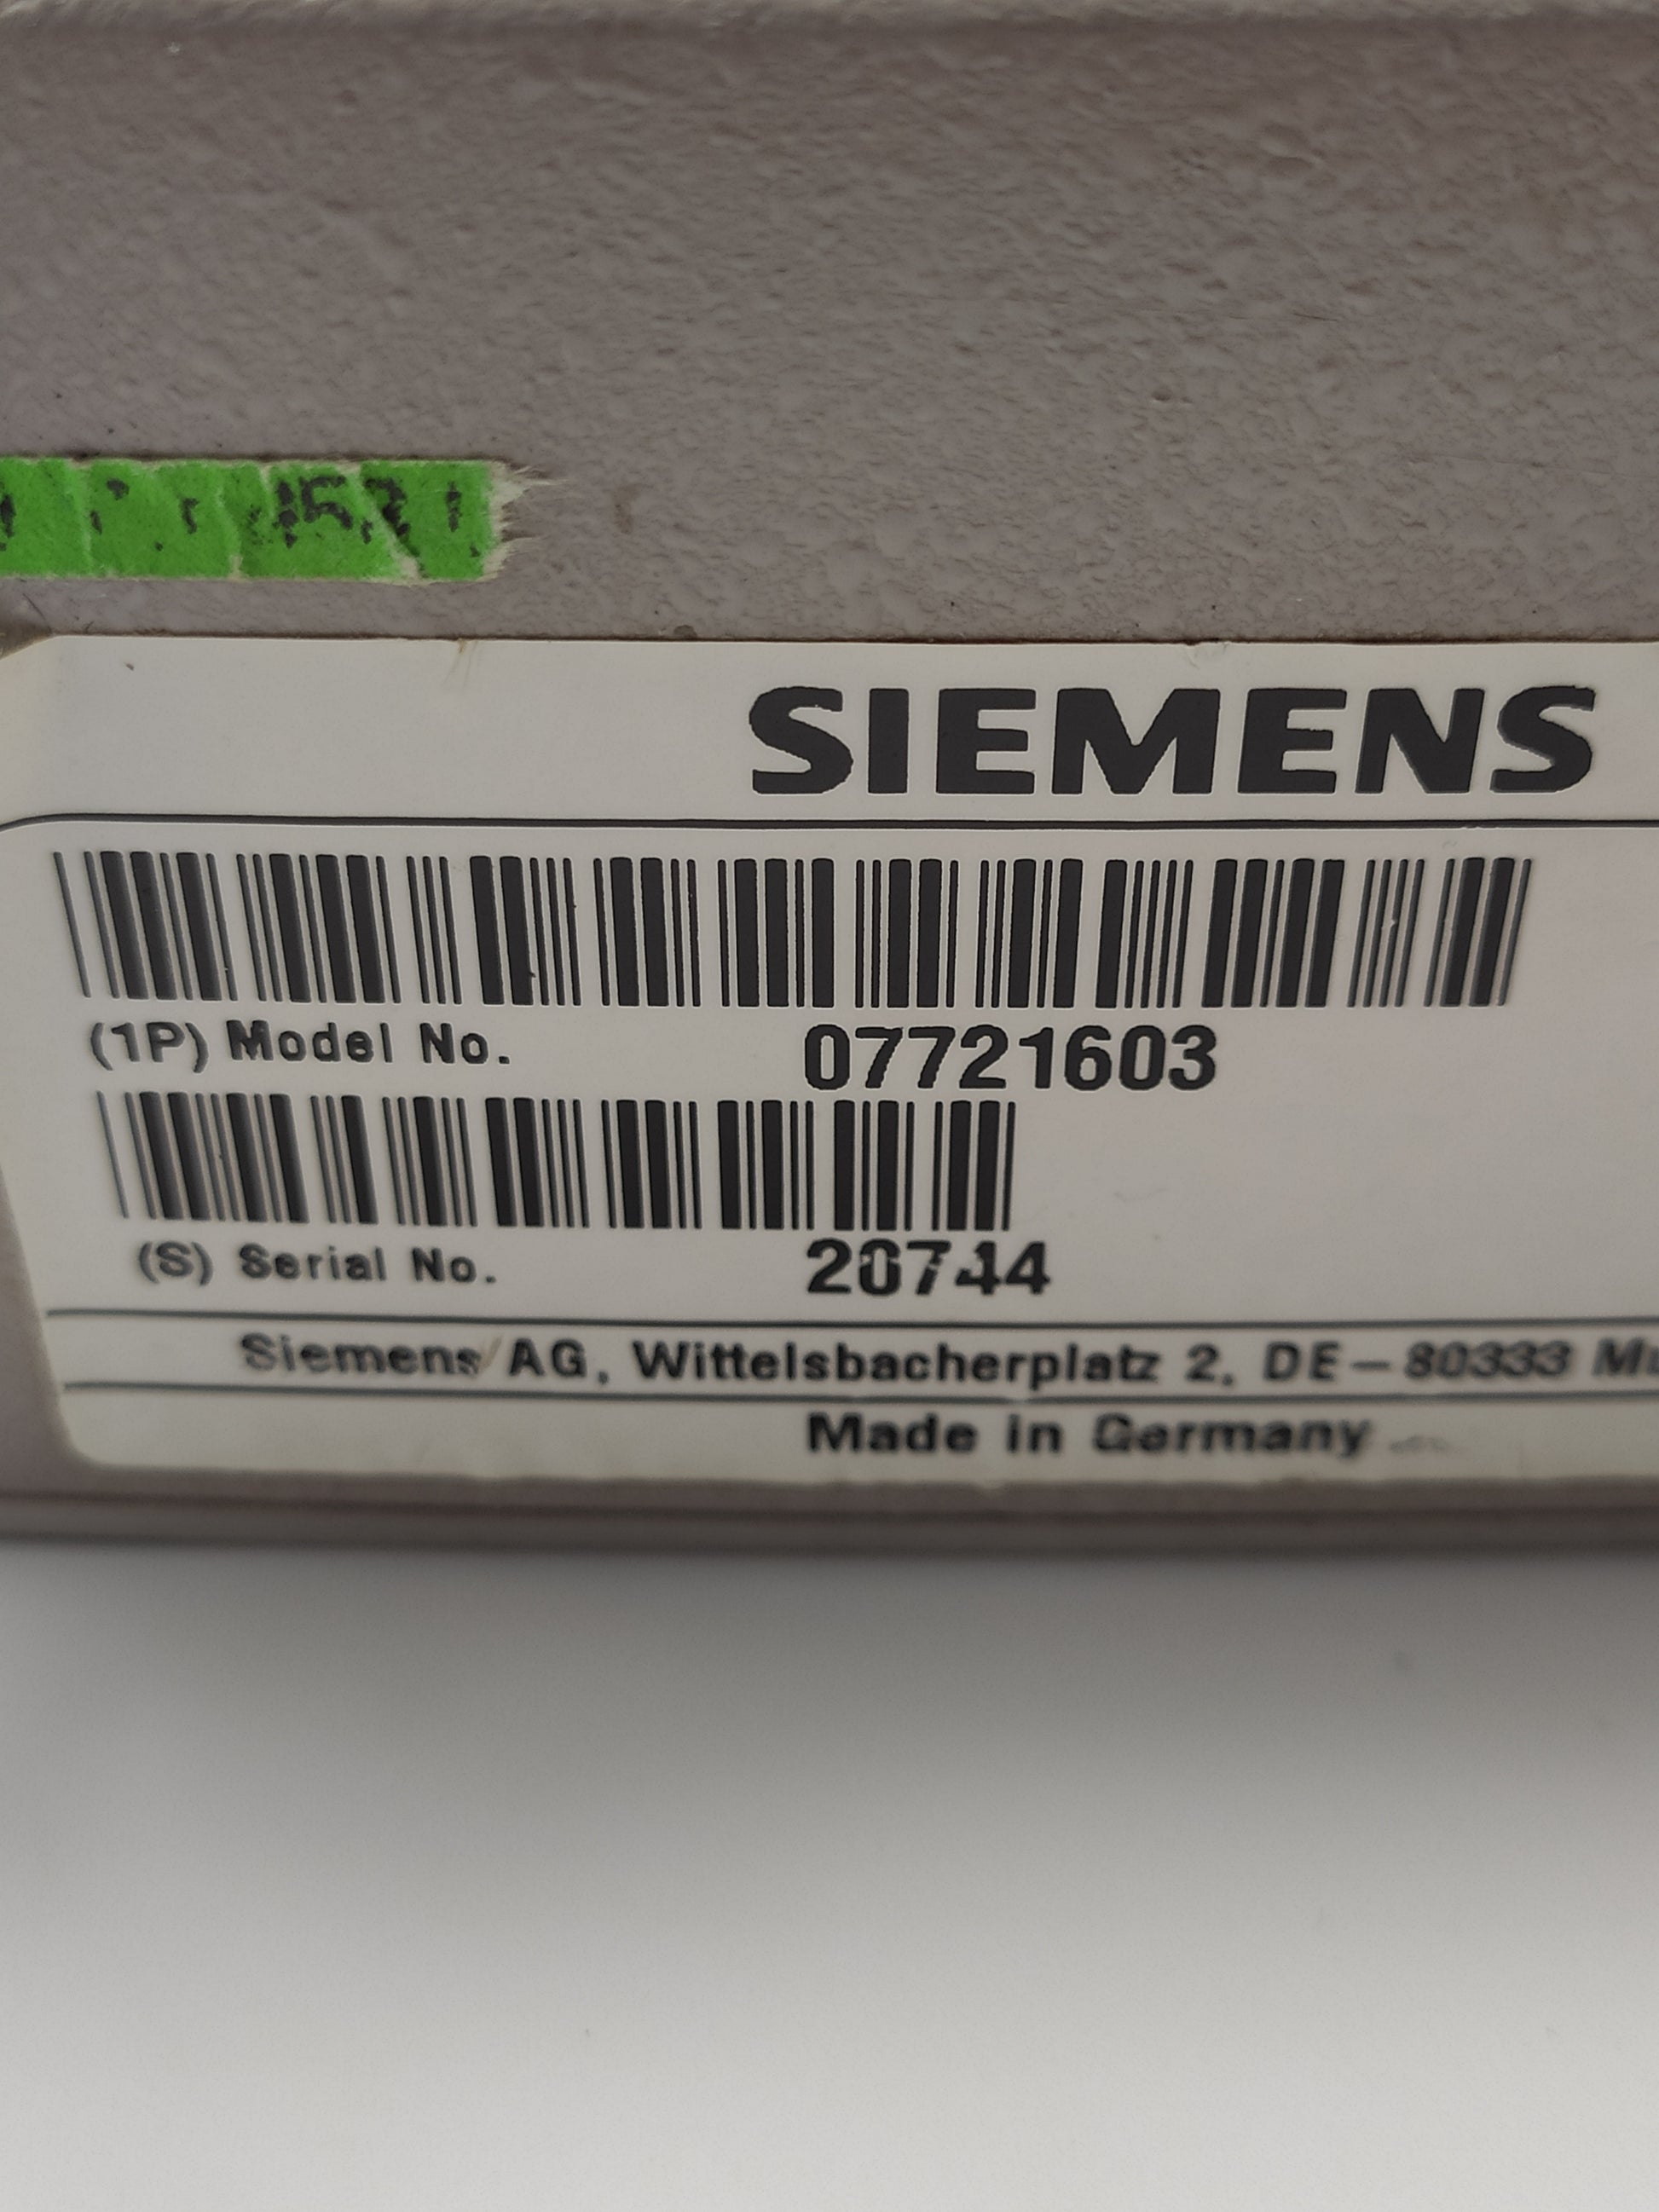 SIEMENS
(1P) Model No. 07721603
(S) Serial No. 20744
Siemens AG, Wittelsbacherplatz 2, DE-80333
Made in Germany